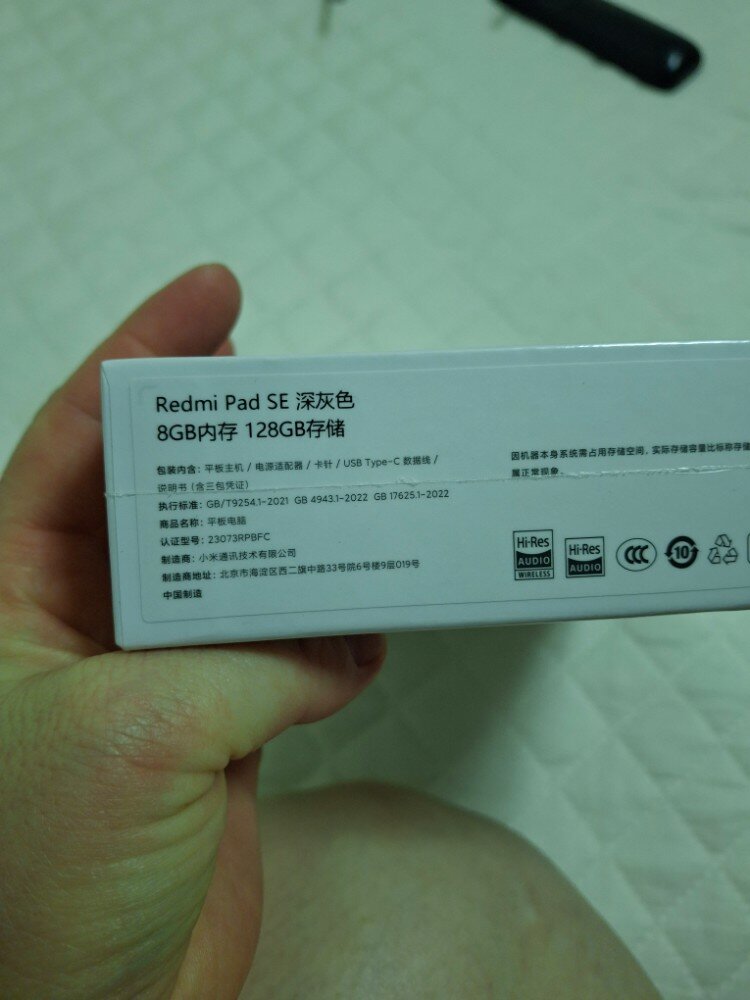 Redmi Pad SE 深灰色
8GB内存 128GB存储
包装内含：平板主机 / 电源适配器 / 卡针 / USB Type-C 数据线 /
说明书（含三包凭证）
执行标准：GB/T9254.1-2021 GB 4943.1-2022 GB 17625.1-2022
商品名称：平板电脑
认证型号：23073RPBFC
制造商：小米通讯技术有限公司
制造商地址：北京市海淀区西二旗中路33号院6号楼9层019号
中国制造
因机器本身系统需占用存储空间，实际存储容量比标称存储
属正常现象。
Hi-Res
AUDIO
WIRELESS
Hi-Res
AUDIO
CCC
10